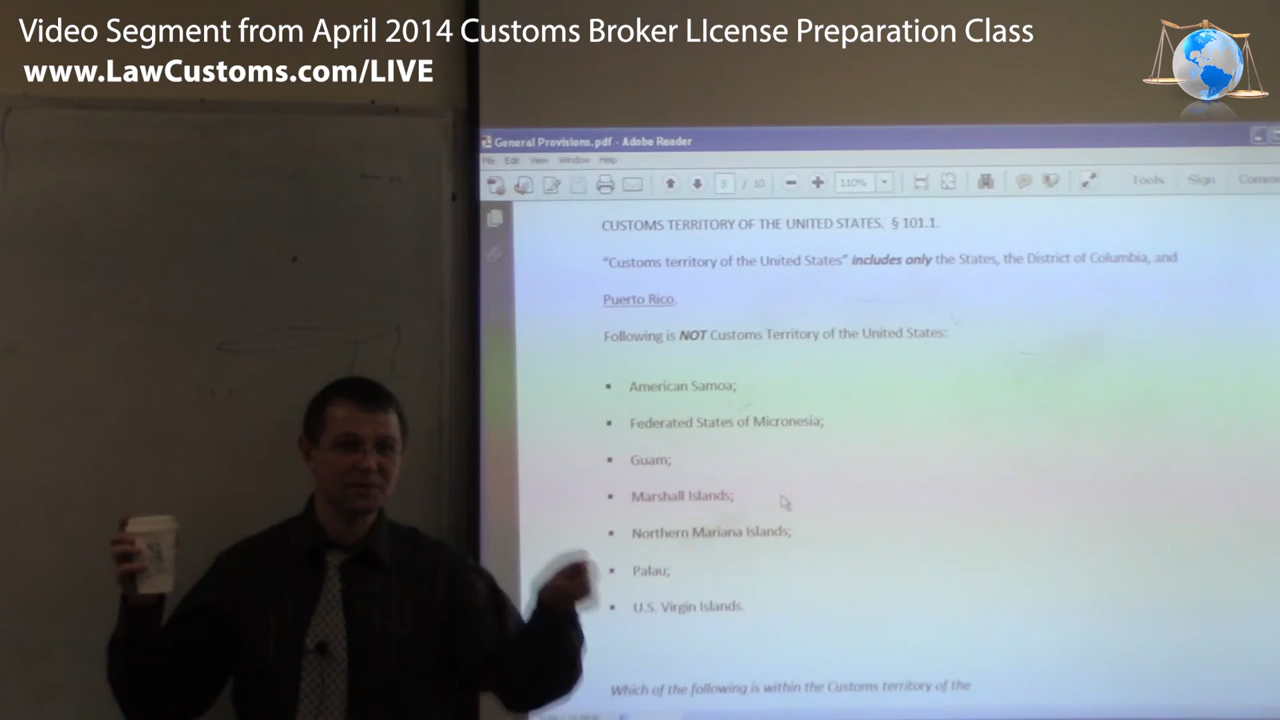 Video Segment from April 2014 Customs Broker LIcense Preparation Class
www.LawCustoms.com/LIVE
General Provisions.pdf - Adobe Reader
File Edit View Window Help
3 / 10 110% Tools Sign
CUSTOMS TERRITORY OF THE UNITED STATES. § 101.1.
“Customs territory of the United States” includes only the States, the District of Columbia, and
Puerto Rico.
Following is NOT Customs Territory of the United States:
▪ American Samoa;
▪ Federated States of Micronesia;
▪ Guam;
▪ Marshall Islands;
▪ Northern Mariana Islands;
▪ Palau;
▪ U.S. Virgin Islands.
Which of the following is within the Customs territory of the